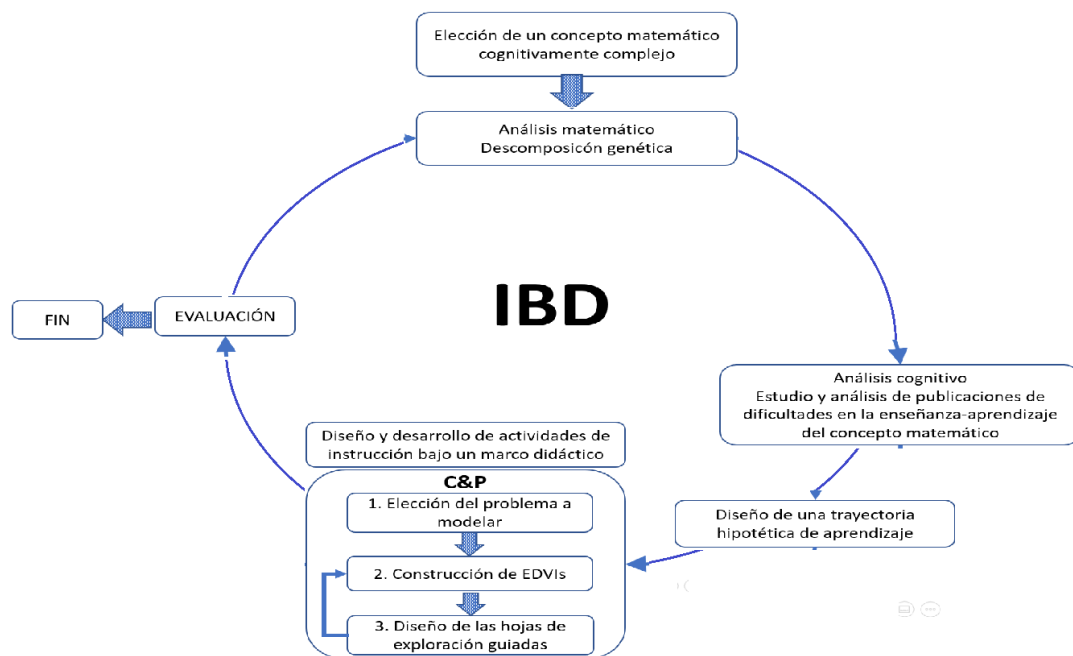 Elección de un concepto matemático
cognitivamente complejo
Análisis matemático
Descomposicón genética
IBD
FIN
EVALUACIÓN
Análisis cognitivo
Estudio y análisis de publicaciones de
dificultades en la enseñanza-aprendizaje
del concepto matemático
Diseño de una trayectoria
hipotética de aprendizaje
Diseño y desarrollo de actividades de
instrucción bajo un marco didáctico
C&P
1. Elección del problema a
modelar
2. Construcción de EDVIs
3. Diseño de las hojas de
exploración guiadas